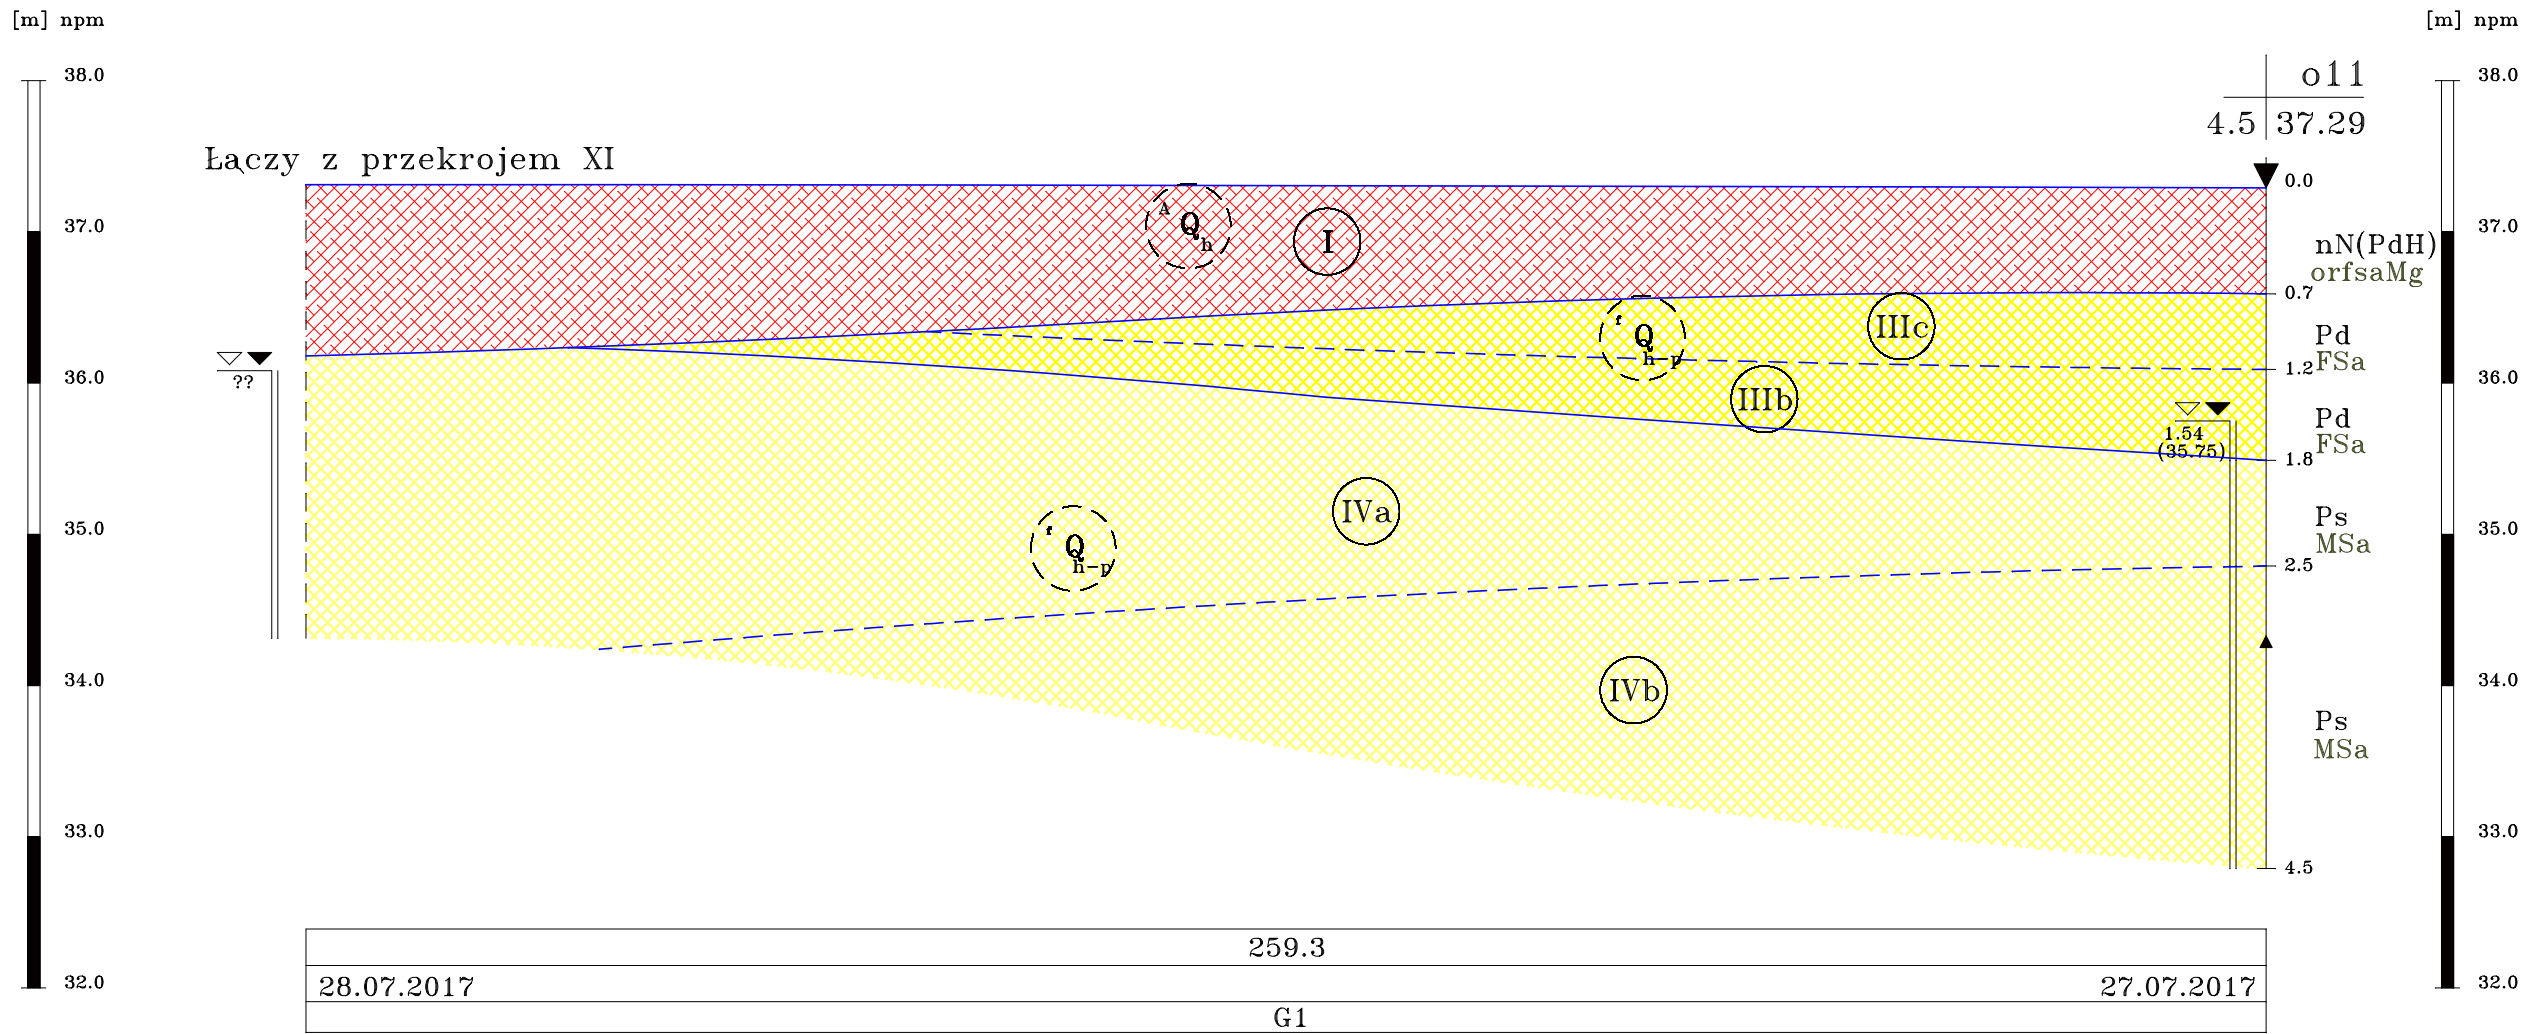 [m] npm
[m] npm
38.0
38.0
o11
4.5 37.29
Łączy z przekrojem XI
0.0
37.0
37.0
A Q h
I
nN(PdH)
orfsaMg
0.7
IIIc
f Q h-p
Pd
FSa
1.2
36.0
36.0
??
IIIb
Pd
FSa
1.54
(35.75)
1.8
IVa
Ps
MSa
35.0
35.0
f Q h-p
2.5
34.0
34.0
IVb
Ps
MSa
33.0
33.0
4.5
259.3
32.0
32.0
28.07.2017
27.07.2017
G1